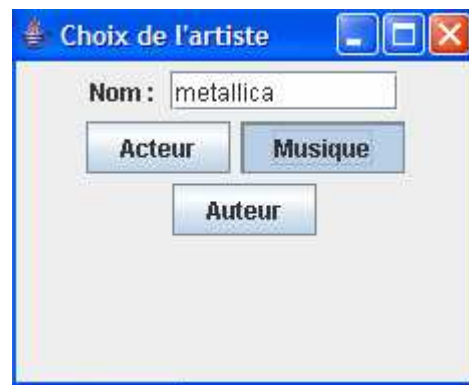 Choix de l'artiste
Nom : metallica
Acteur Musique
Auteur